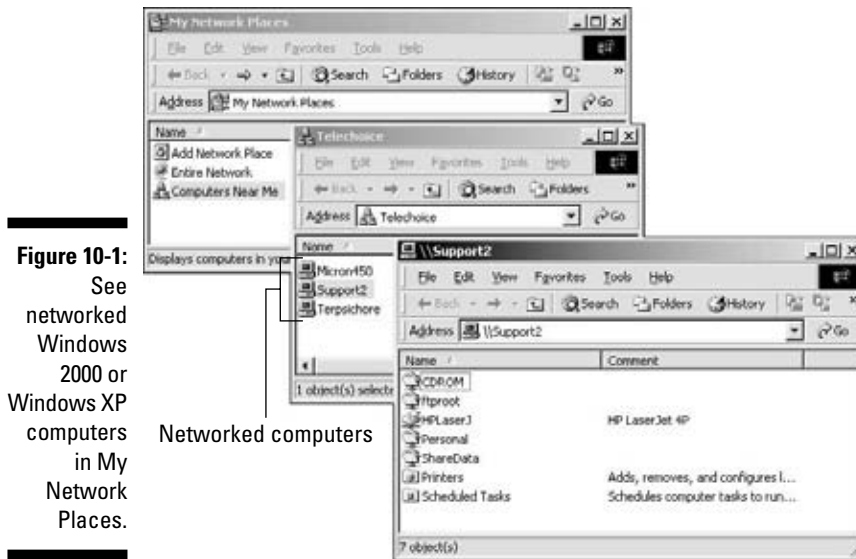 My Network Places
File Edit View Favorites Tools Help
Back Search Folders History »
Address My Network Places Go
Name
Add Network Place
Entire Network
Computers Near Me
Displays computers in you
Telechoice
File Edit View Favorites Tools Help
Back Search Folders »
Address Telechoice Go
Name
Micron450
Support2
Terpsichore
1 object(s) selecte
\\Support2
File Edit View Favorites Tools Help
Back Search Folders History »
Address \\Support2 Go
Name Comment
CDROM
ftproot
HPLaserJ HP LaserJet 4P
Personal
ShareData
Printers Adds, removes, and configures l...
Scheduled Tasks Schedules computer tasks to run...
7 object(s)
Networked computers
Figure 10-1:
See
networked
Windows
2000 or
Windows XP
computers
in My
Network
Places.